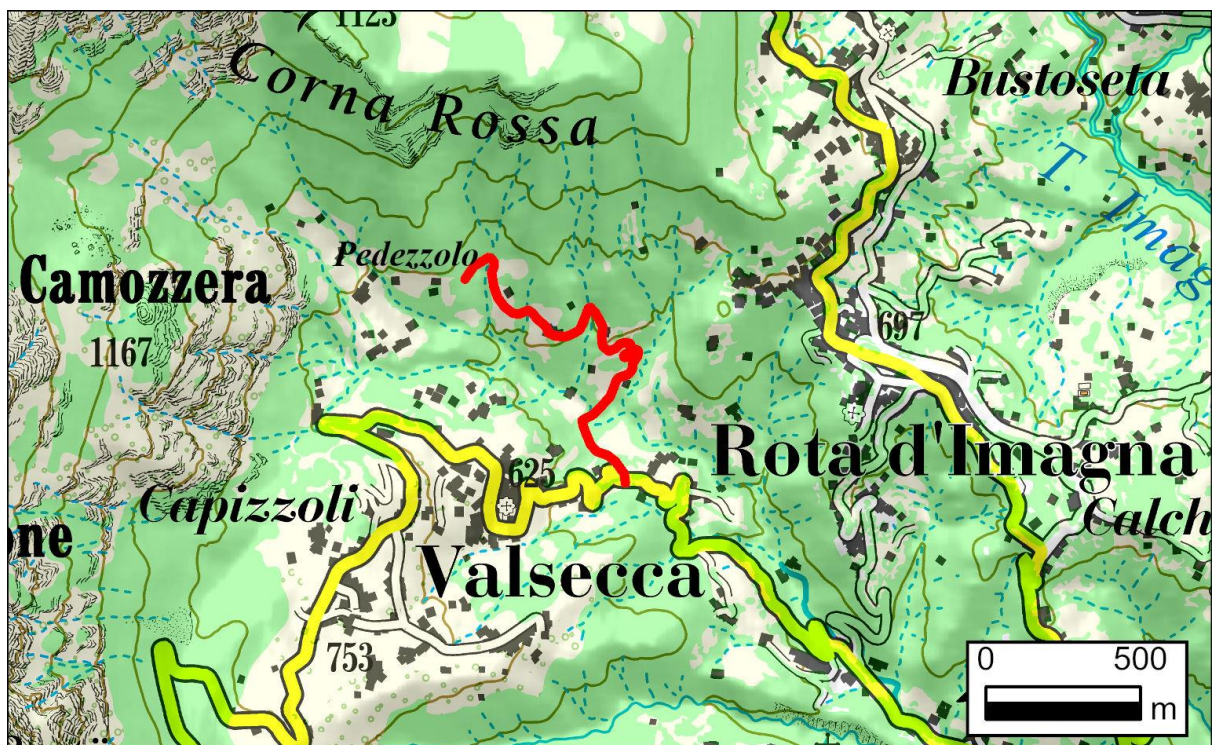 1125
Corna Rossa
Bustoseta
T. Imag
Pedezzolo
Camozzera
1167
697
Rota d'Imagna
625
Capizzoli
Calch
one
Valsecca
753
0 500
m